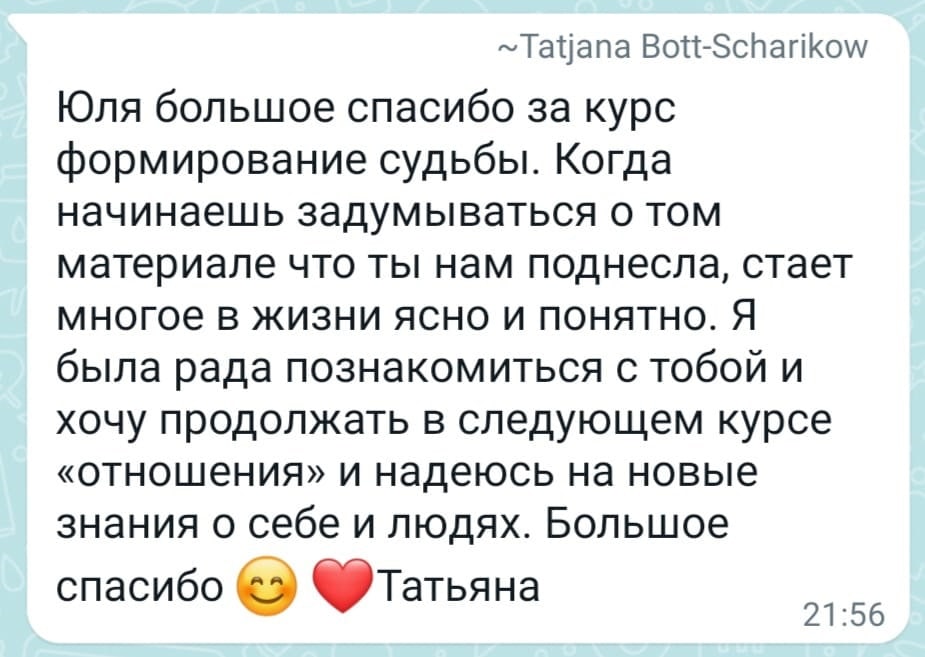 ~Tatjana Bott-Scharikow
Юля большое спасибо за курс
формирование судьбы. Когда
начинаешь задумываться о том
материале что ты нам поднесла, стает
многое в жизни ясно и понятно. Я
была рада познакомиться с тобой и
хочу продолжать в следующем курсе
«отношения» и надеюсь на новые
знания о себе и людях. Большое
спасибо 😊 ❤️Татьяна
21:56